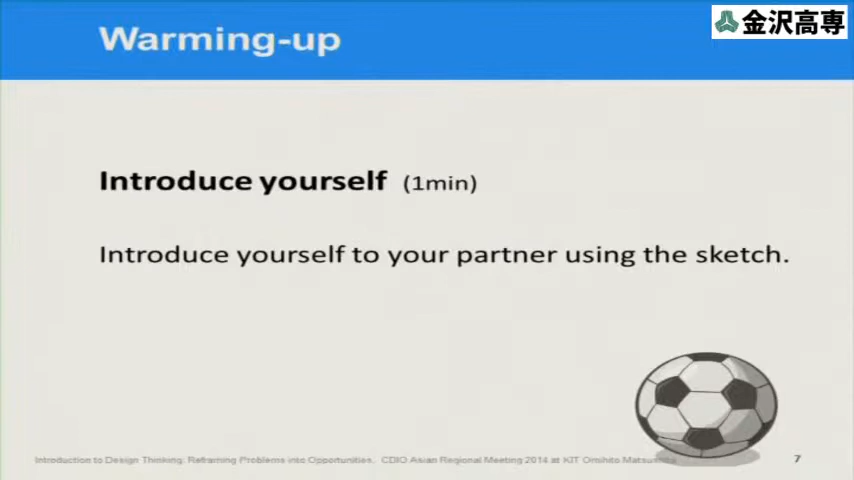 Warming-up
金沢高専
Introduce yourself (1min)
Introduce yourself to your partner using the sketch.
Introduction to Design Thinking: Reframing Problems into Opportunities. CDIO Asian Regional Meeting 2014 at KIT Omihito
7